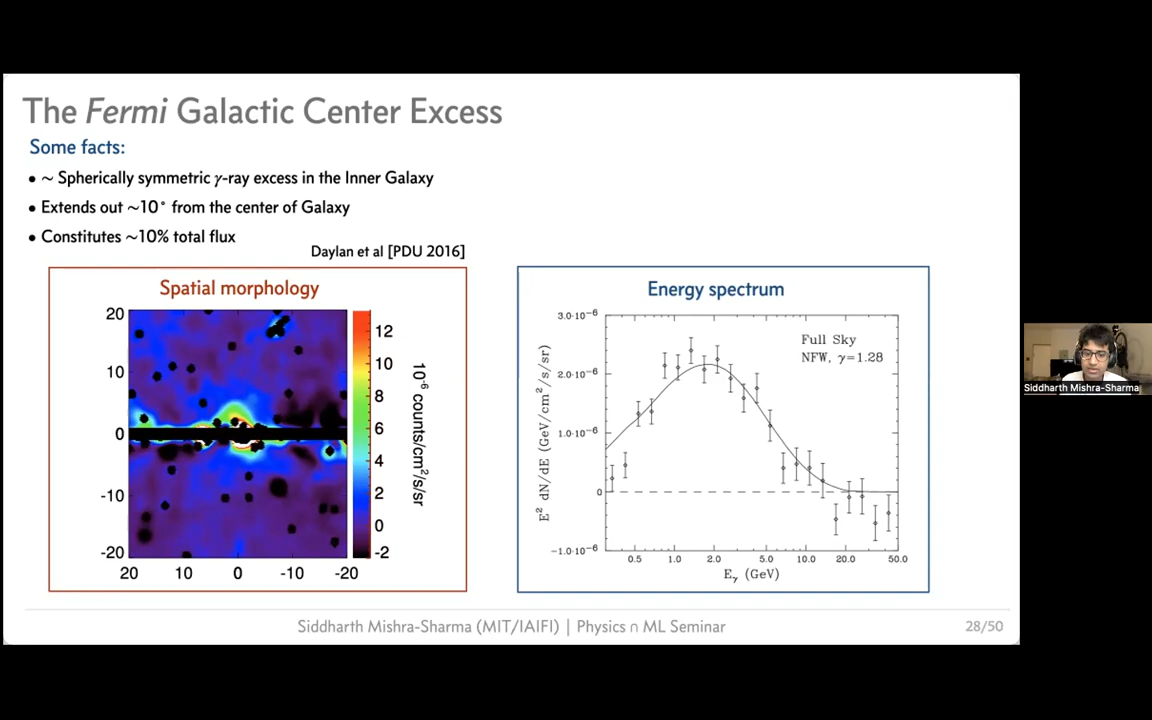 The Fermi Galactic Center Excess
Some facts:
• ~ Spherically symmetric γ-ray excess in the Inner Galaxy
• Extends out ~10° from the center of Galaxy
• Constitutes ~10% total flux
Daylan et al [PDU 2016]
Spatial morphology
20
10
0
-10
-20
20 10 0 -10 -20
12
10
8
6
4
2
0
-2
10⁻⁶ counts/cm²/s/sr
Energy spectrum
Full Sky
NFW, γ=1.28
3.0·10⁻⁶
2.0·10⁻⁶
1.0·10⁻⁶
0
−1.0·10⁻⁶
E² dN/dE (GeV/cm²/s/sr)
0.5 1.0 2.0 5.0 10.0 20.0 50.0
Eγ (GeV)
Siddharth Mishra-Sharma (MIT/IAIFI) | Physics ∩ ML Seminar
28/50
Siddharth Mishra-Sharma